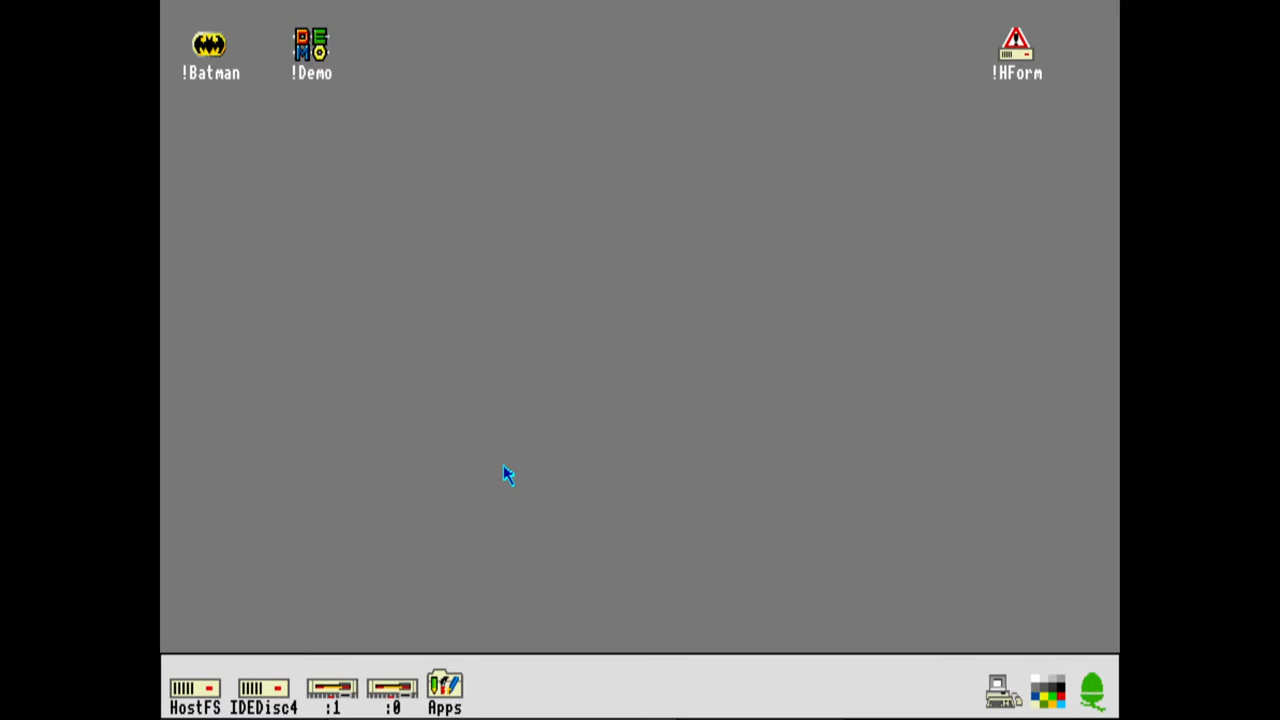 !Batman
!Demo
!HForm
HostFS
IDEDisc4
:1
:0
Apps